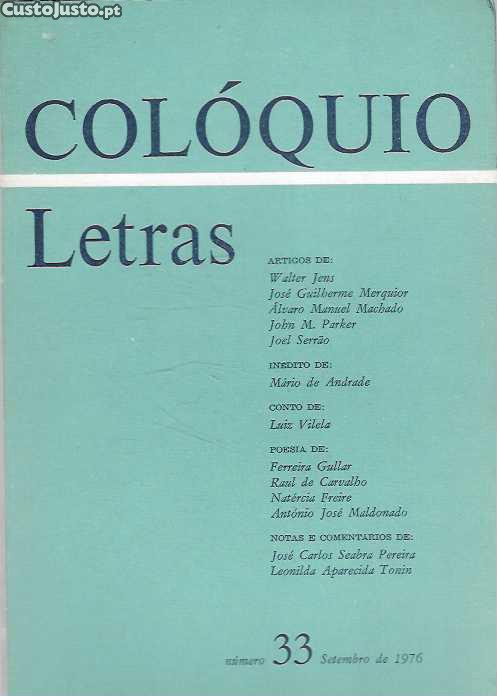 CustoJusto.pt
COLÓQUIO
Letras
ARTIGOS DE:
Walter Jens
José Guilherme Merquior
Álvaro Manuel Machado
John M. Parker
Joel Serrão
INÉDITO DE:
Mário de Andrade
CONTO DE:
Luiz Vilela
POESIA DE:
Ferreira Gullar
Raul de Carvalho
Natércia Freire
António José Maldonado
NOTAS E COMENTÁRIOS DE:
José Carlos Seabra Pereira
Leonilda Aparecida Tonin
número 33 Setembro de 1976